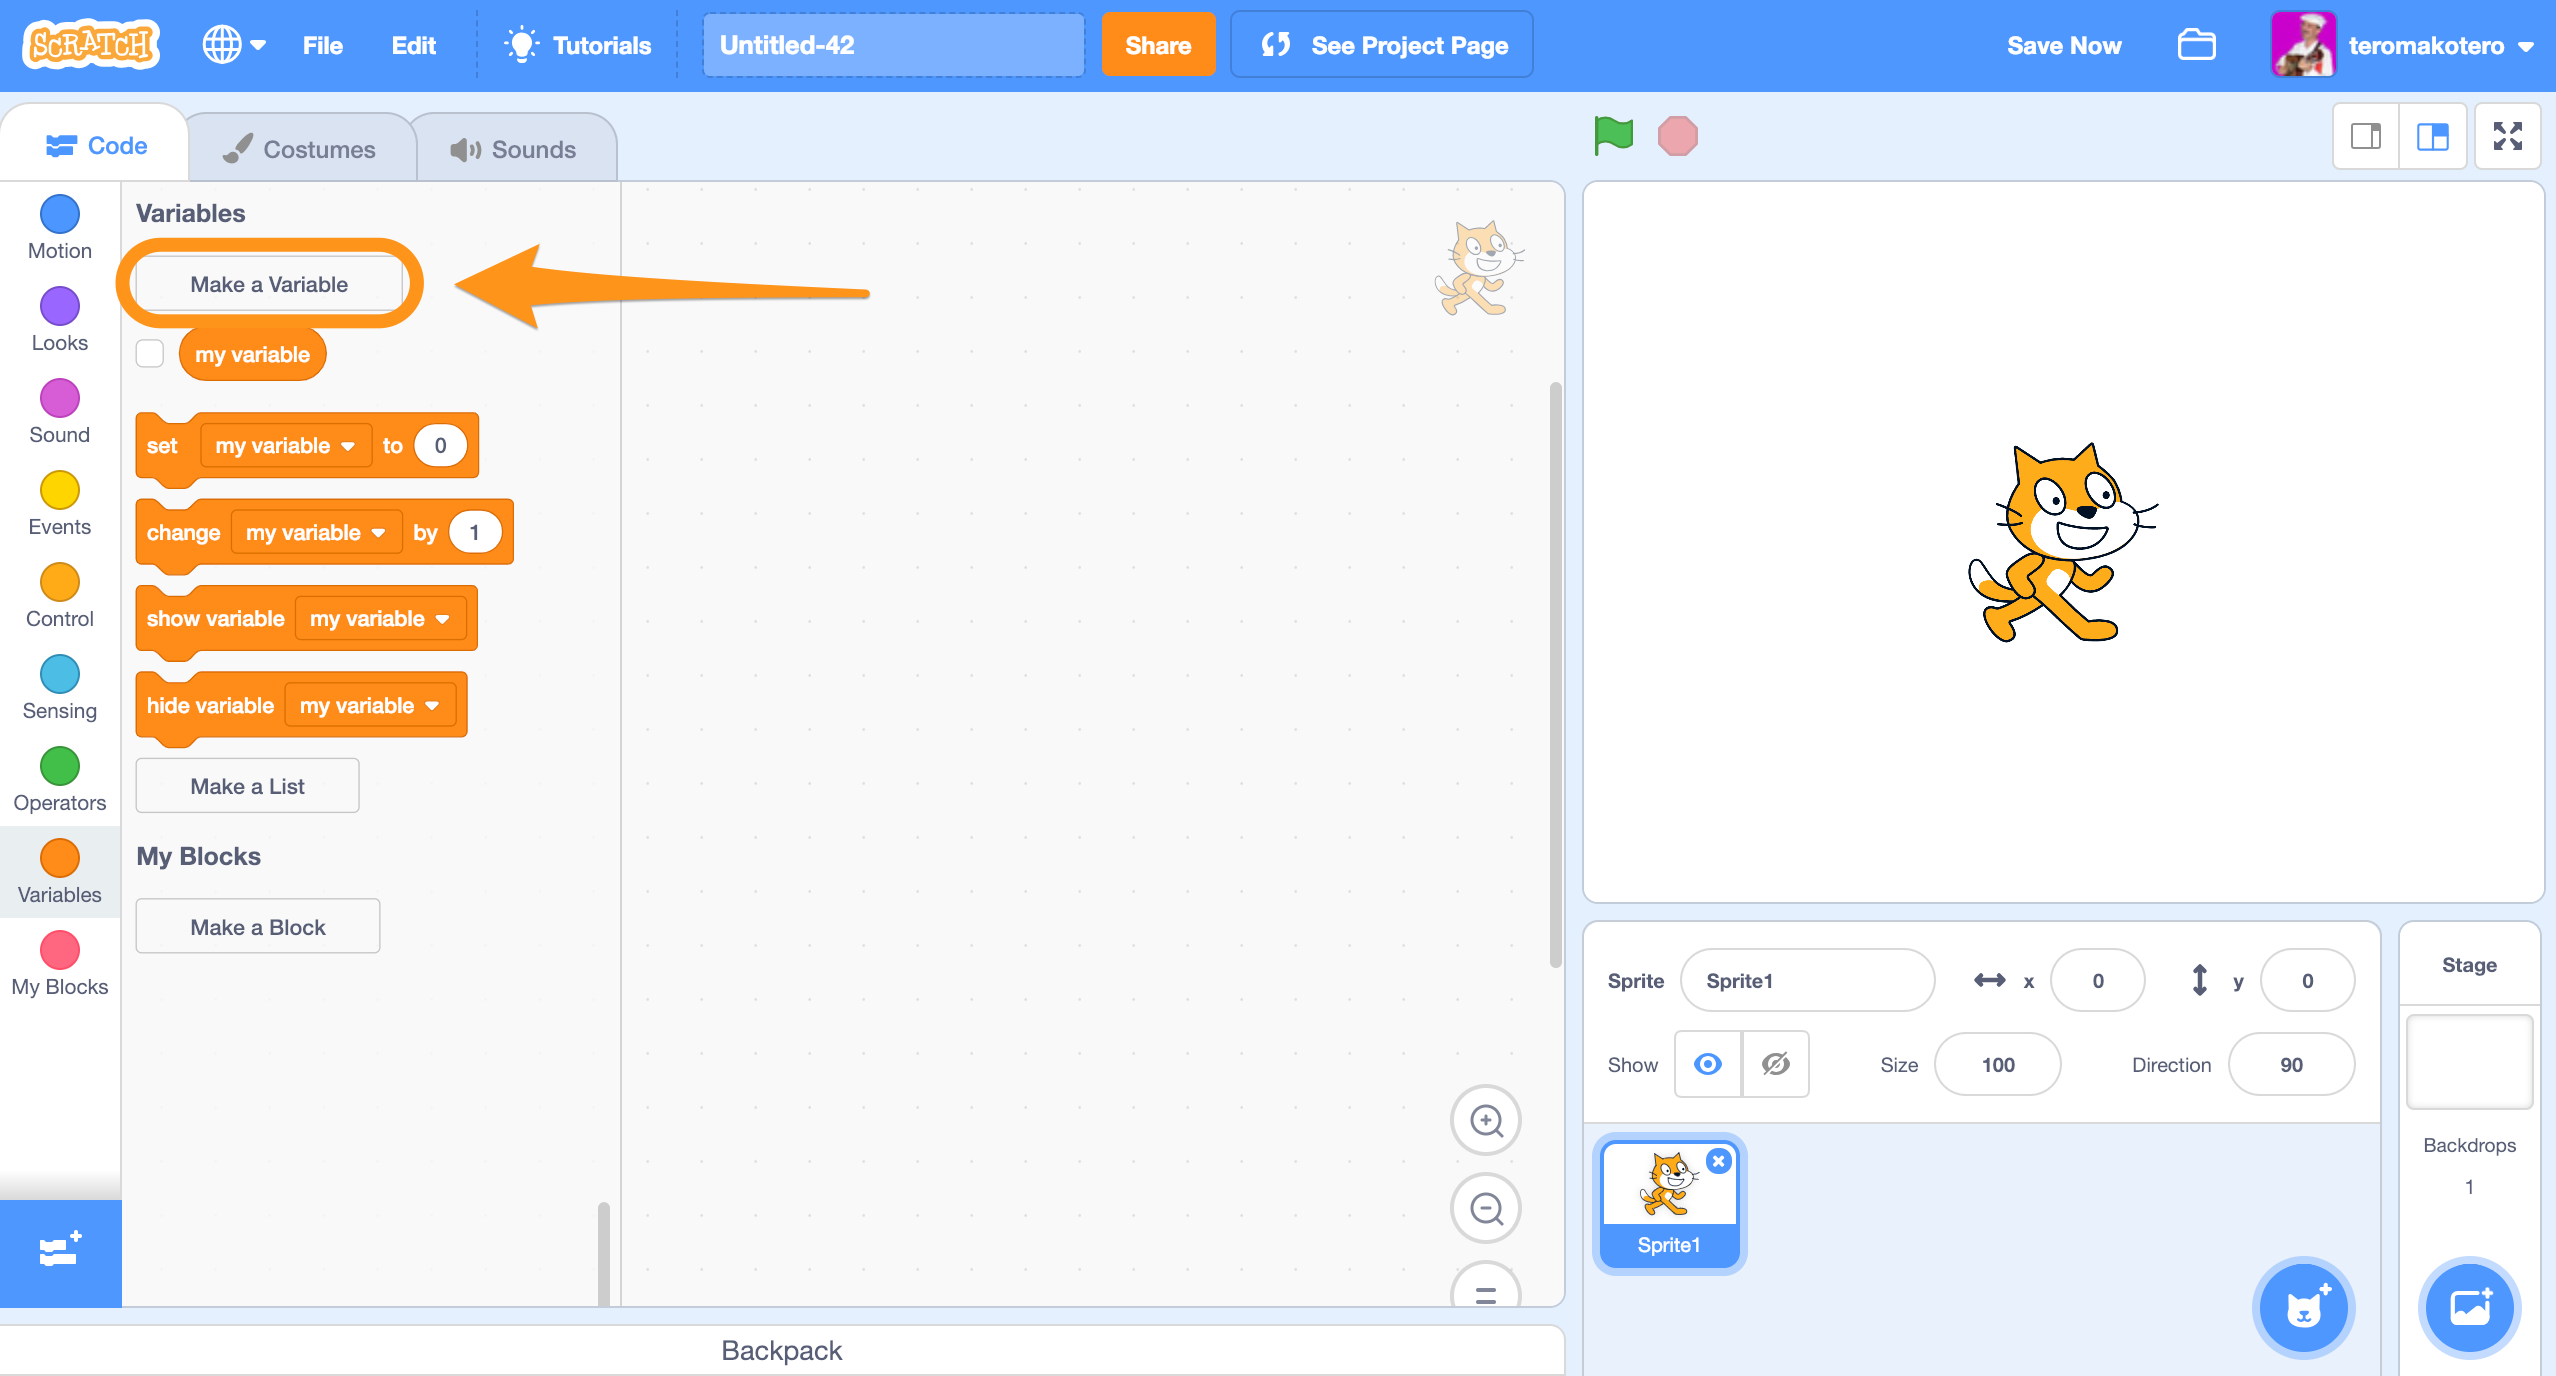 SCRATCH File Edit Tutorials Untitled-42 Share See Project Page Save Now teromakotero
Code Costumes Sounds
Motion
Looks
Sound
Events
Control
Sensing
Operators
Variables
My Blocks
Variables
Make a Variable
my variable
set my variable to 0
change my variable by 1
show variable my variable
hide variable my variable
Make a List
My Blocks
Make a Block
Backpack
Sprite Sprite1 x 0 y 0
Show Size 100 Direction 90
Sprite1
Stage
Backdrops
1